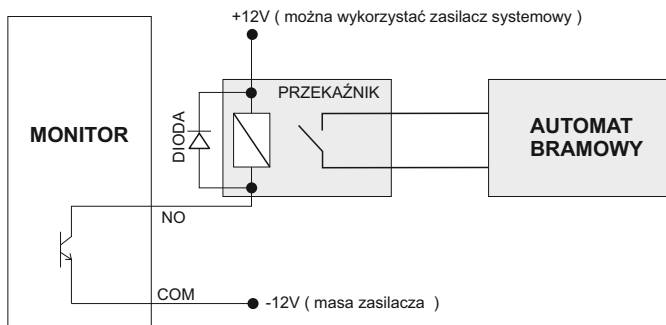 +12V ( można wykorzystać zasilacz systemowy )
PRZEKAŹNIK
DIODA
MONITOR
AUTOMAT
BRAMOWY
NO
COM
-12V ( masa zasilacza )